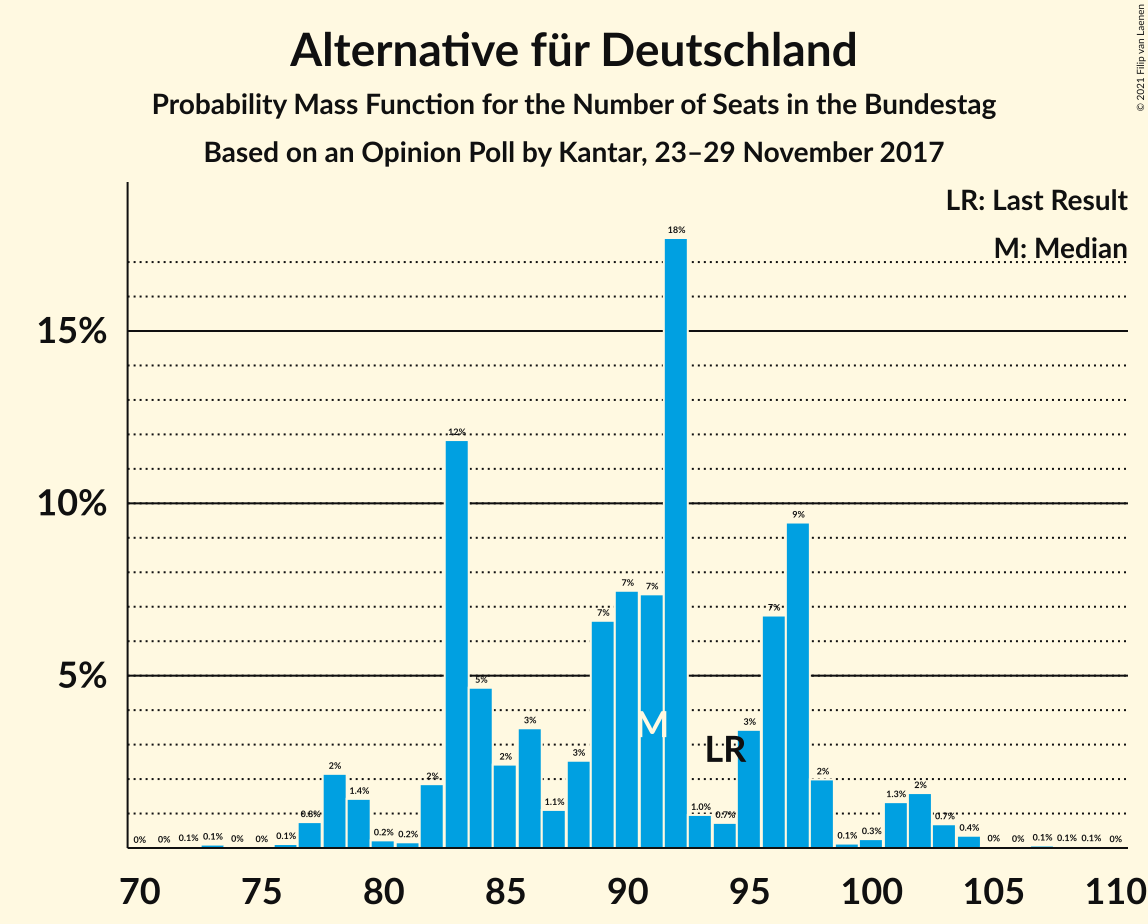 Alternative für Deutschland
Probability Mass Function for the Number of Seats in the Bundestag
Based on an Opinion Poll by Kantar, 23–29 November 2017
© 2021 Filip van Laenen
LR: Last Result
M: Median
15%
10%
5%
0% 0% 0.1% 0.1% 0% 0% 0.1% 0.8% 2% 1.4% 0.2% 0.2% 2% 12% 5% 2% 3% 1.1% 3% 7% 7% 7% 18% 1.0% 0.7% 3% 7% 9% 2% 0.1% 0.3% 1.3% 2% 0.7% 0.4% 0% 0% 0.1% 0.1% 0.1% 0%
M
LR
70 75 80 85 90 95 100 105 110